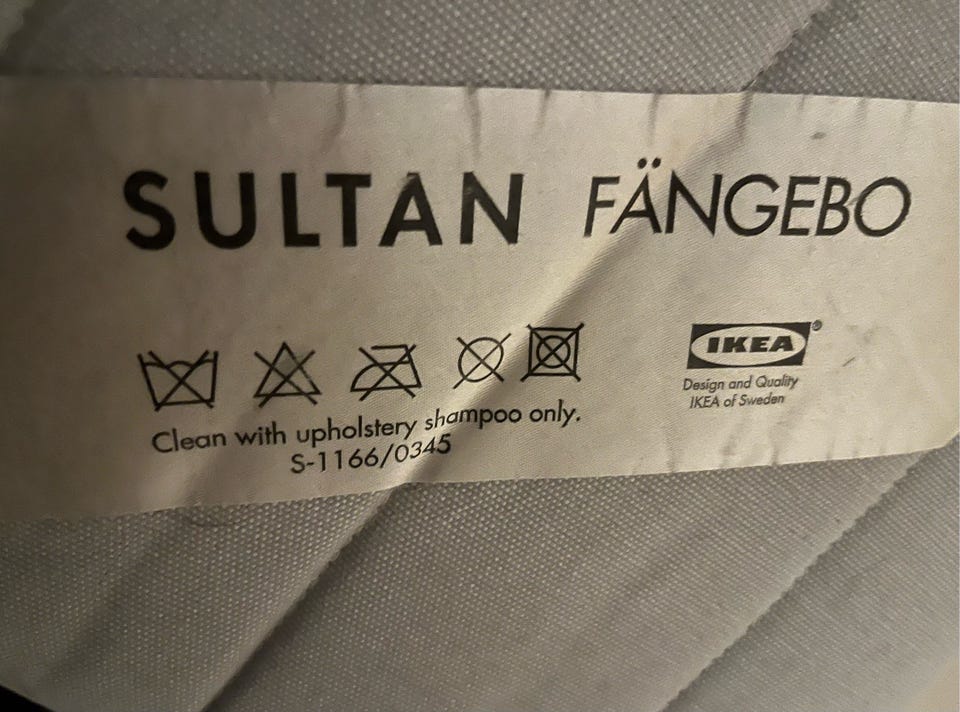 SULTAN FÄNGEBO
IKEA®
Design and Quality
IKEA of Sweden
Clean with upholstery shampoo only.
S-1166/0345